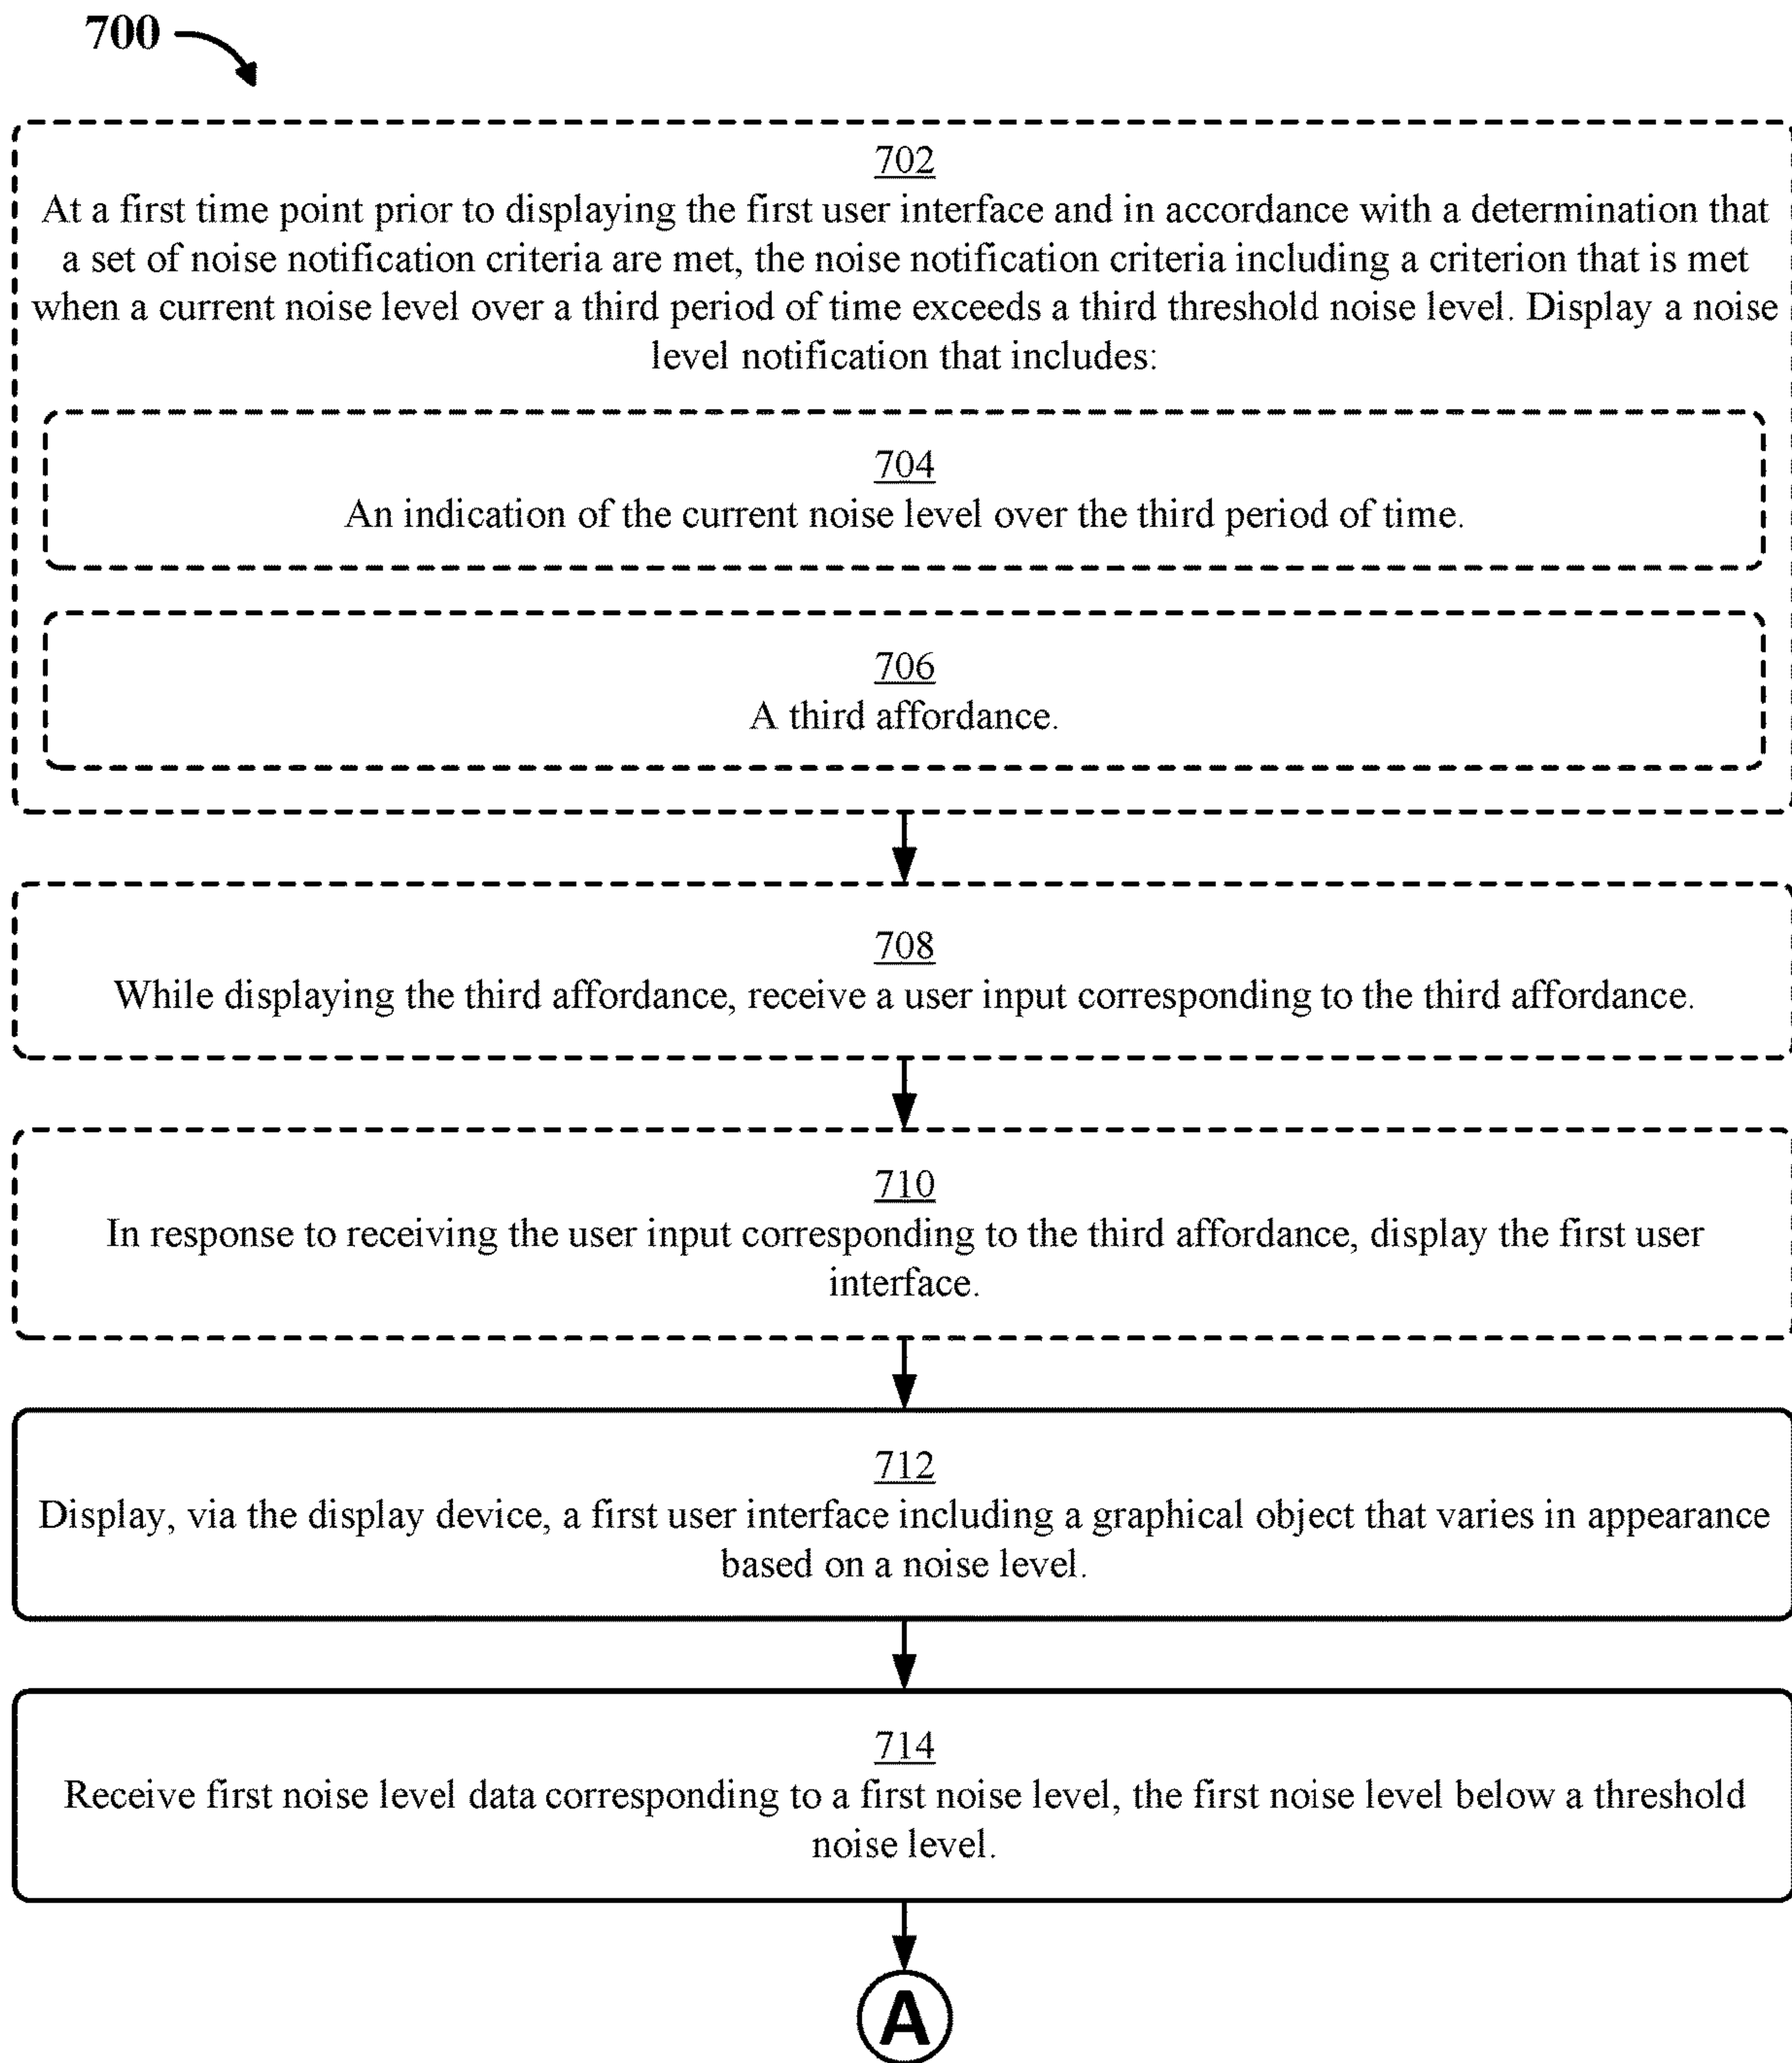 700
702
At a first time point prior to displaying the first user interface and in accordance with a determination that
a set of noise notification criteria are met, the noise notification criteria including a criterion that is met
when a current noise level over a third period of time exceeds a third threshold noise level. Display a noise
level notification that includes:
704
An indication of the current noise level over the third period of time.
706
A third affordance.
708
While displaying the third affordance, receive a user input corresponding to the third affordance.
710
In response to receiving the user input corresponding to the third affordance, display the first user
interface.
712
Display, via the display device, a first user interface including a graphical object that varies in appearance
based on a noise level.
714
Receive first noise level data corresponding to a first noise level, the first noise level below a threshold
noise level.
A